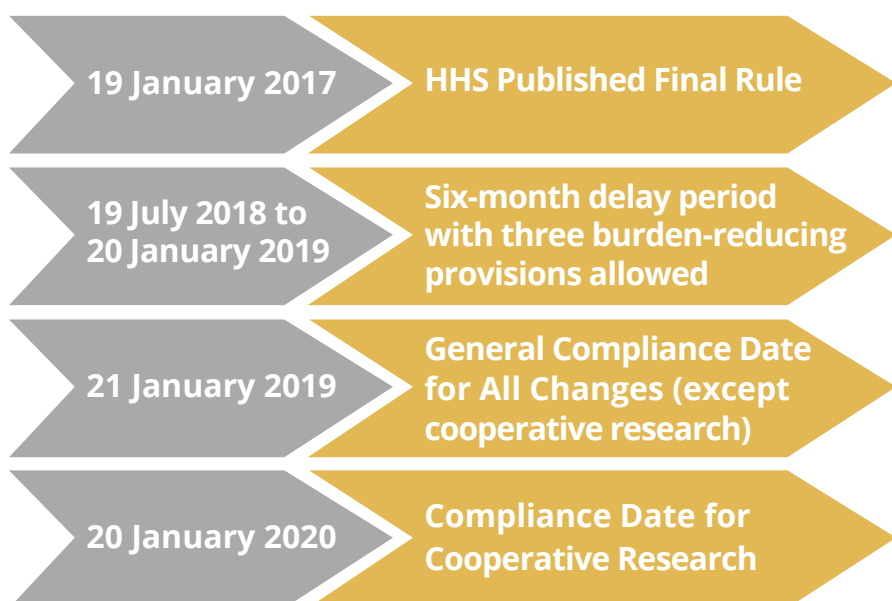 19 January 2017
HHS Published Final Rule
19 July 2018 to
20 January 2019
Six-month delay period
with three burden-reducing
provisions allowed
21 January 2019
General Compliance Date
for All Changes (except
cooperative research)
20 January 2020
Compliance Date for
Cooperative Research